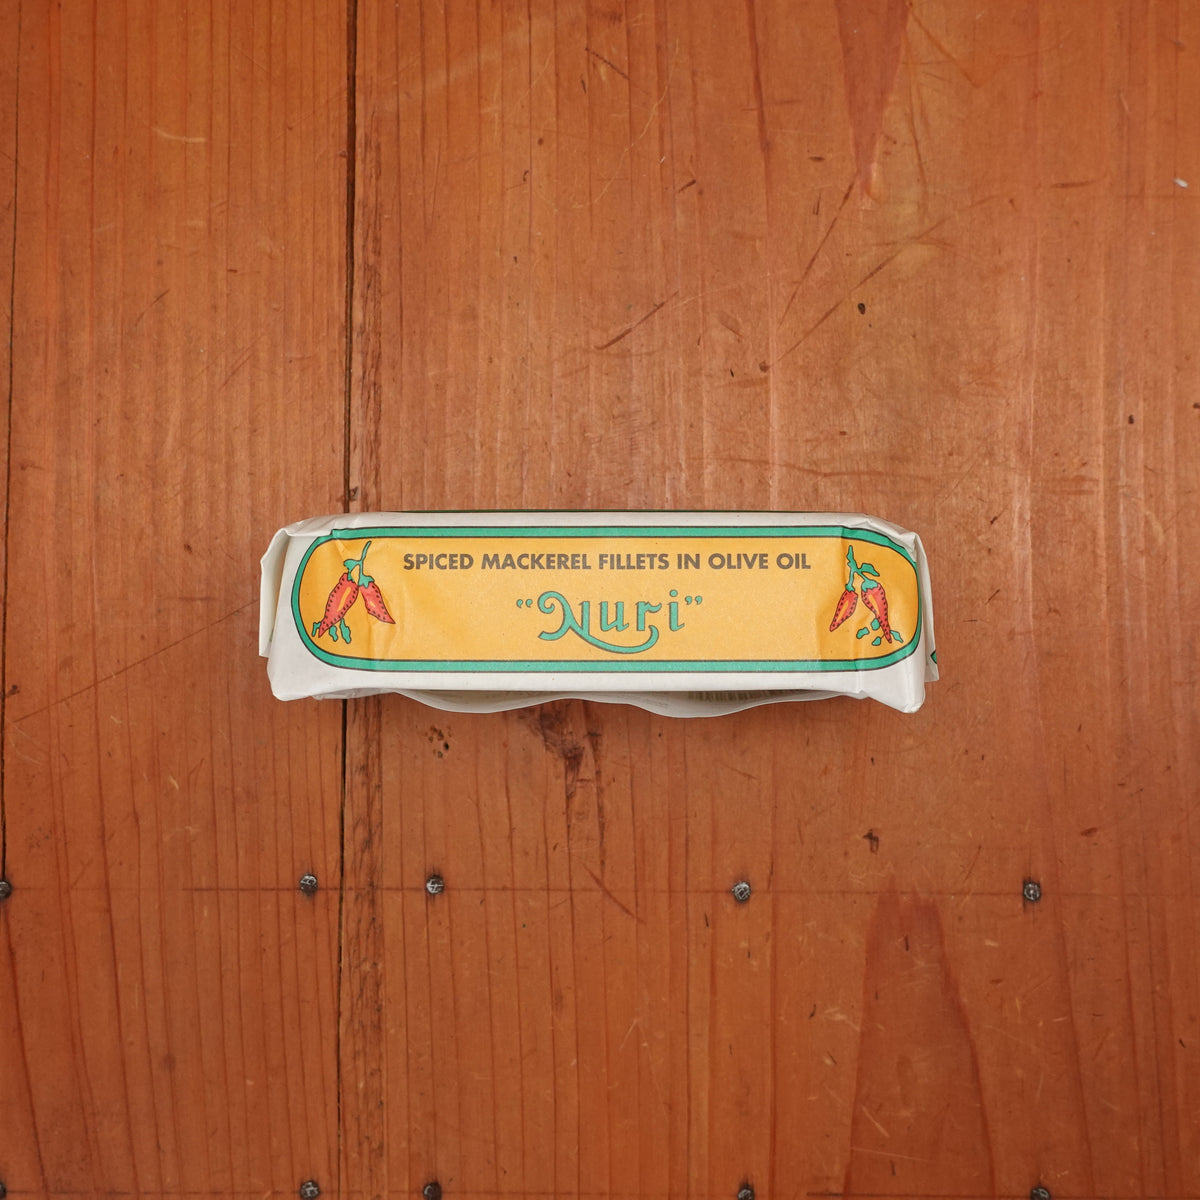 SPICED MACKEREL FILLETS IN OLIVE OIL
“Nuri”